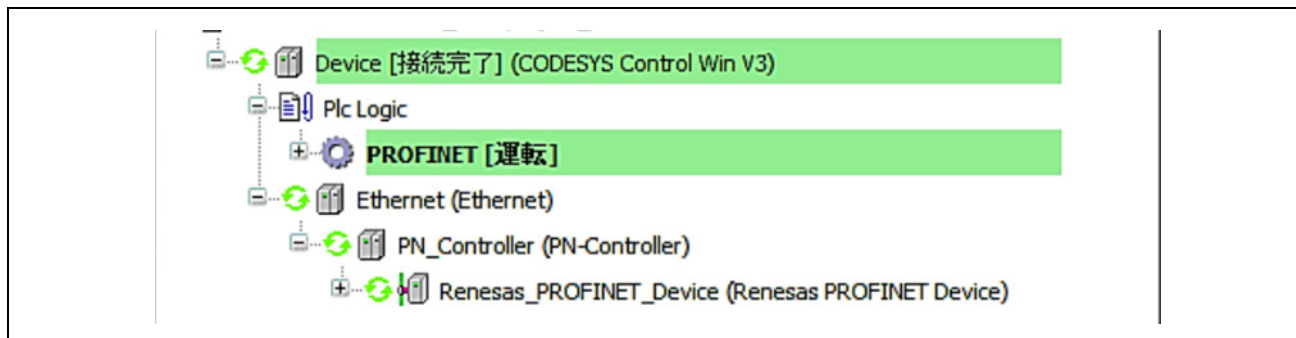 Device [接続完了] (CODESYS Control Win V3)
Plc Logic
PROFINET [運転]
Ethernet (Ethernet)
PN_Controller (PN-Controller)
Renesas_PROFINET_Device (Renesas PROFINET Device)